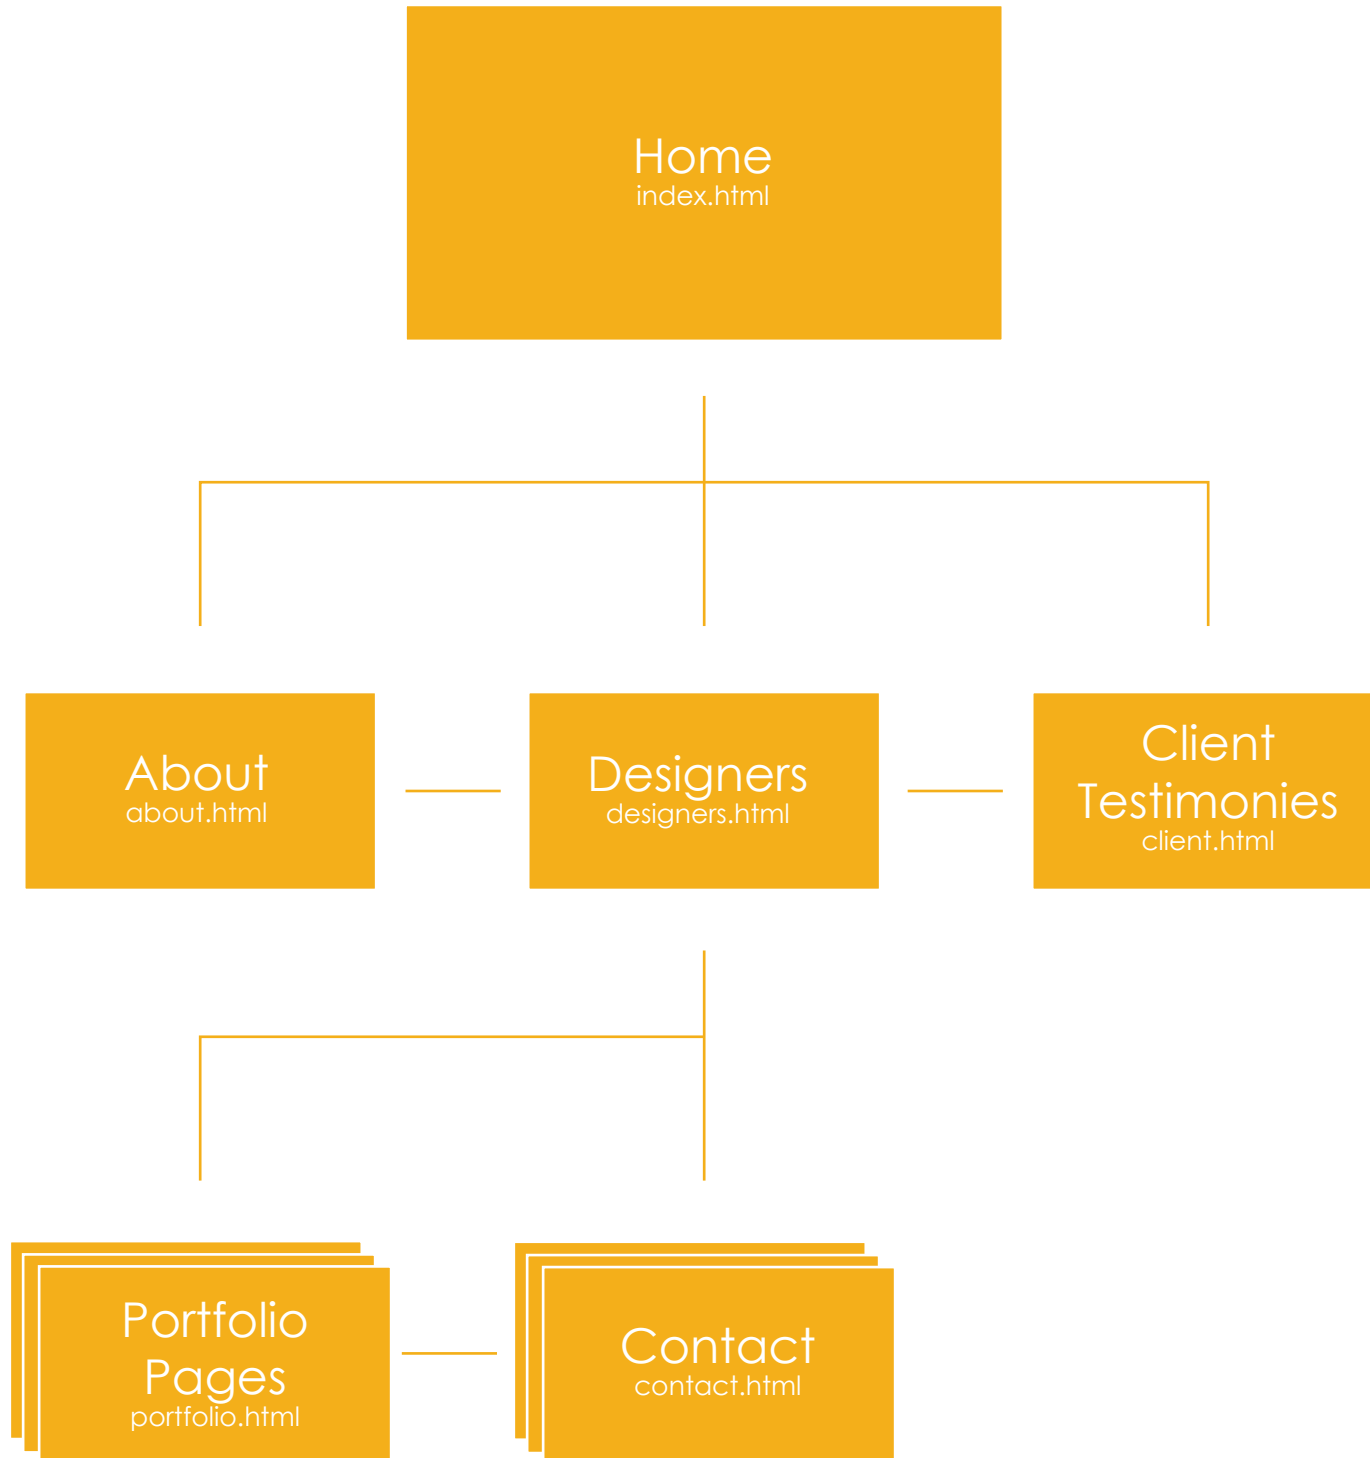 Home
index.html
About
about.html
Designers
designers.html
Client
Testimonies
client.html
Portfolio
Pages
portfolio.html
Contact
contact.html